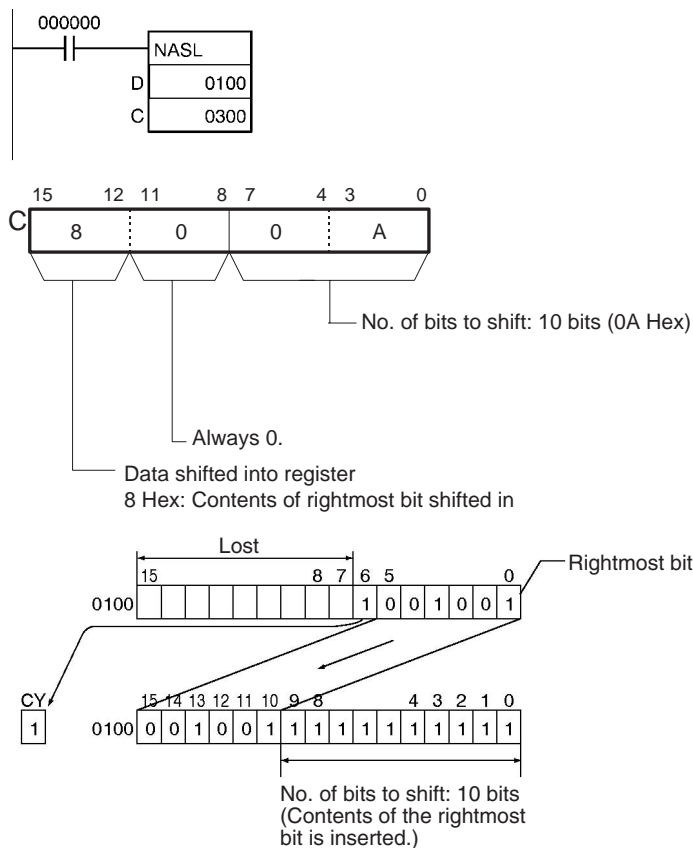 000000
NASL
D 0100
C 0300
15 12 11 8 7 4 3 0
C 8 0 0 A
No. of bits to shift: 10 bits (0A Hex)
Always 0.
Data shifted into register
8 Hex: Contents of rightmost bit shifted in
Lost
15 8 7 6 5 0
Rightmost bit
0100 1 0 0 1 0 0 1
CY 15 14 13 12 11 10 9 8 4 3 2 1 0
1 0100 0 0 1 0 0 1 1 1 1 1 1 1 1 1 1 1
No. of bits to shift: 10 bits
(Contents of the rightmost
bit is inserted.)